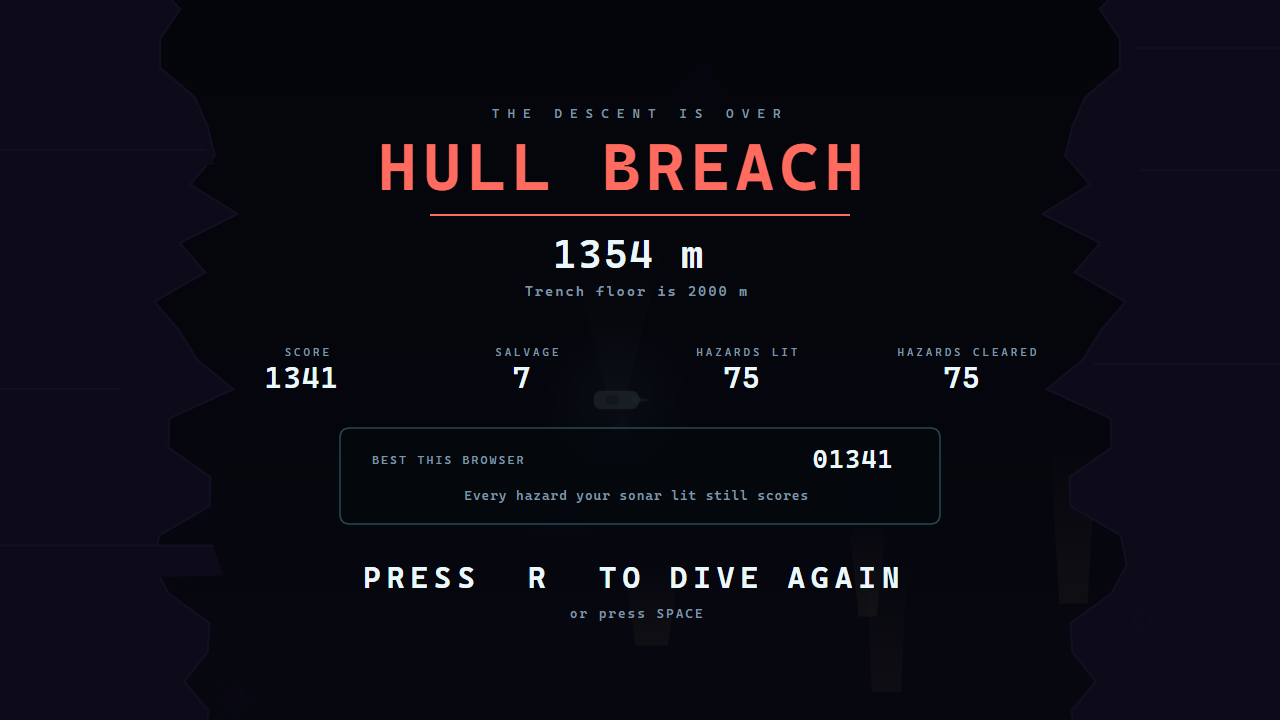 THE DESCENT IS OVER
HULL BREACH
1354 m
Trench floor is 2000 m
SCORE SALVAGE HAZARDS LIT HAZARDS CLEARED
1341 7 75 75
BEST THIS BROWSER 01341
Every hazard your sonar lit still scores
PRESS R TO DIVE AGAIN
or press SPACE